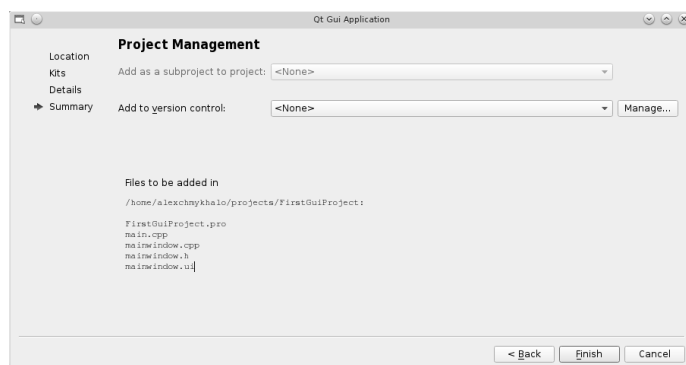 Qt Gui Application
Location
Kits
Details
Summary
Project Management
Add as a subproject to project: <None>
Add to version control: <None> Manage...
Files to be added in
/home/alexchmykhalo/projects/FirstGuiProject:
FirstGuiProject.pro
main.cpp
mainwindow.cpp
mainwindow.h
mainwindow.ui
< Back Finish Cancel